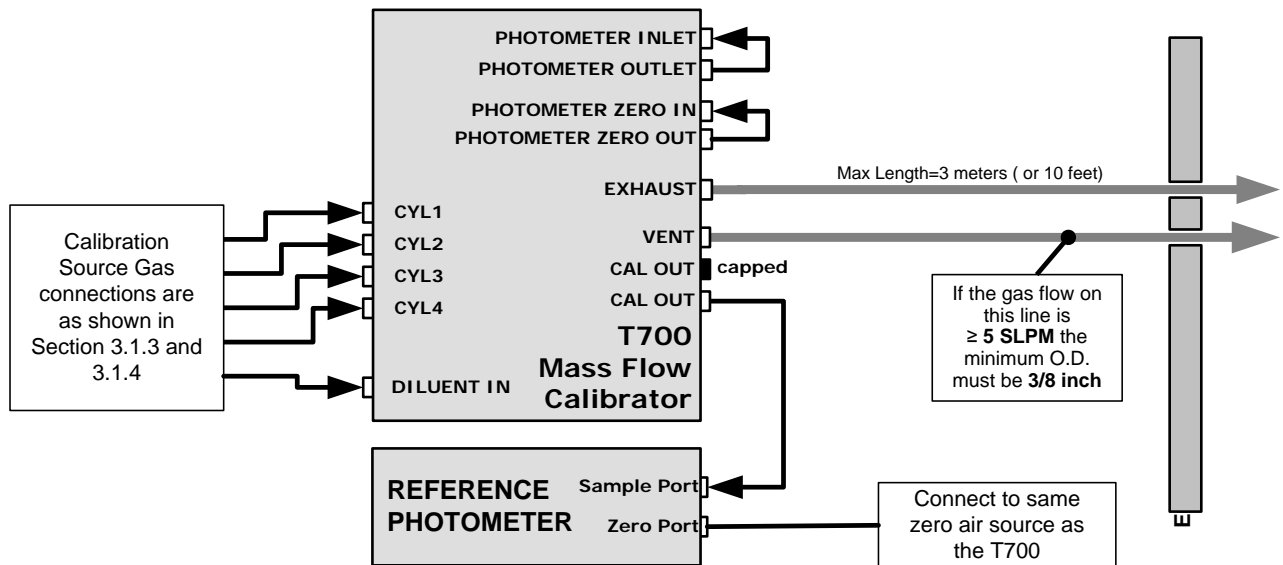 PHOTOMETER INLET
PHOTOMETER OUTLET
PHOTOMETER ZERO IN
PHOTOMETER ZERO OUT
EXHAUST
Max Length=3 meters ( or 10 feet)
VENT
CAL OUT
capped
CAL OUT
CYL1
CYL2
CYL3
CYL4
DILUENT IN
T700
Mass Flow
Calibrator
Calibration
Source Gas
connections are
as shown in
Section 3.1.3 and
3.1.4
If the gas flow on
this line is
≥ 5 SLPM the
minimum O.D.
must be 3/8 inch
REFERENCE
PHOTOMETER
Sample Port
Zero Port
Connect to same
zero air source as
the T700
E